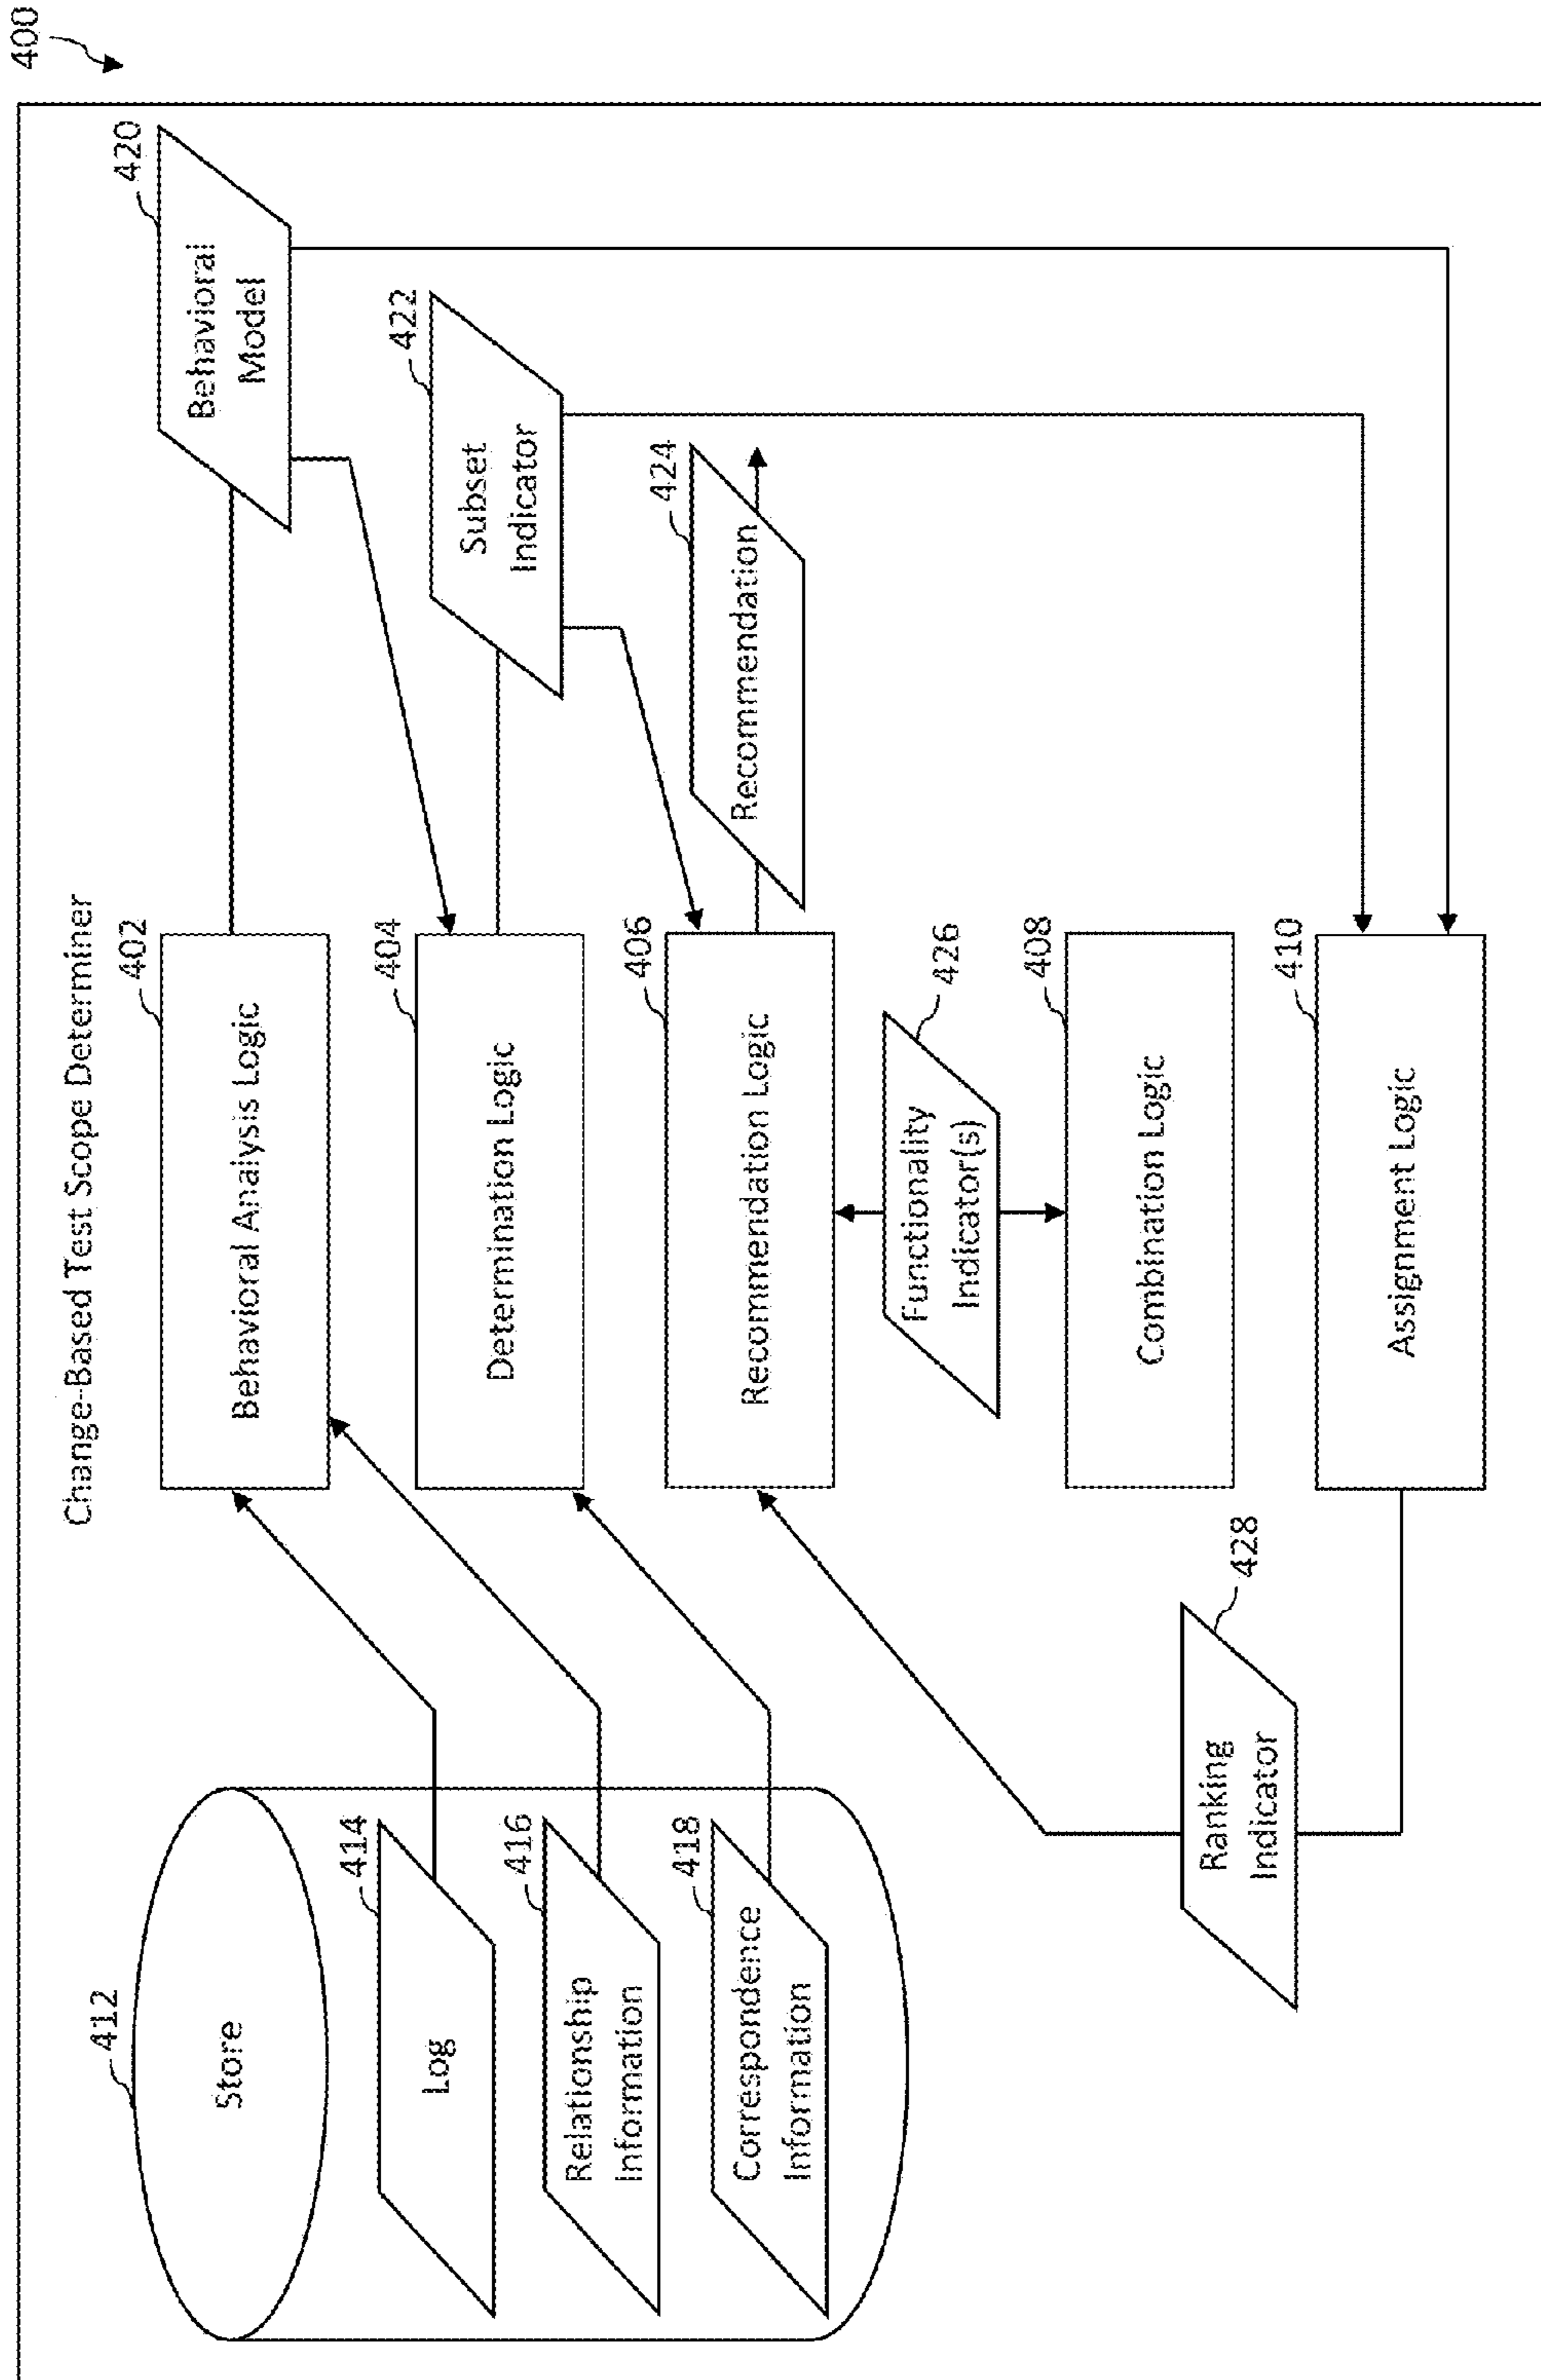 400
Change-Based Test Scope Determiner
412
Store
414
Log
416
Relationship
Information
418
Correspondence
Information
402
Behavioral Analysis Logic
404
Determination Logic
406
Recommendation Logic
426
Functionality
Indicator(s)
408
Combination Logic
410
Assignment Logic
428
Ranking
Indicator
420
Behavioral
Model
422
Subset
Indicator
424
Recommendation